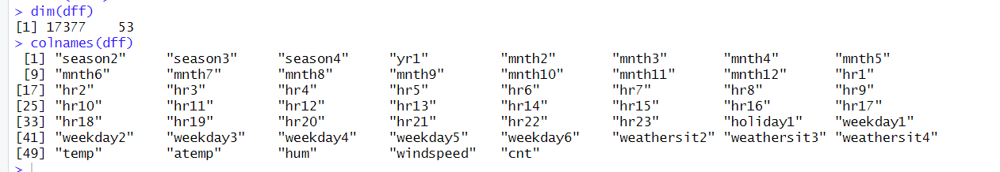 > dim(dff)
[1] 17377    53
> colnames(dff)
 [1] "season2"     "season3"     "season4"     "yr1"         "mnth2"       "mnth3"       "mnth4"       "mnth5"
 [9] "mnth6"       "mnth7"       "mnth8"       "mnth9"       "mnth10"      "mnth11"      "mnth12"      "hr1"
[17] "hr2"         "hr3"         "hr4"         "hr5"         "hr6"         "hr7"         "hr8"         "hr9"
[25] "hr10"        "hr11"        "hr12"        "hr13"        "hr14"        "hr15"        "hr16"        "hr17"
[33] "hr18"        "hr19"        "hr20"        "hr21"        "hr22"        "hr23"        "holiday1"    "weekday1"
[41] "weekday2"    "weekday3"    "weekday4"    "weekday5"    "weekday6"    "weathersit2" "weathersit3" "weathersit4"
[49] "temp"        "atemp"       "hum"         "windspeed"   "cnt"
>